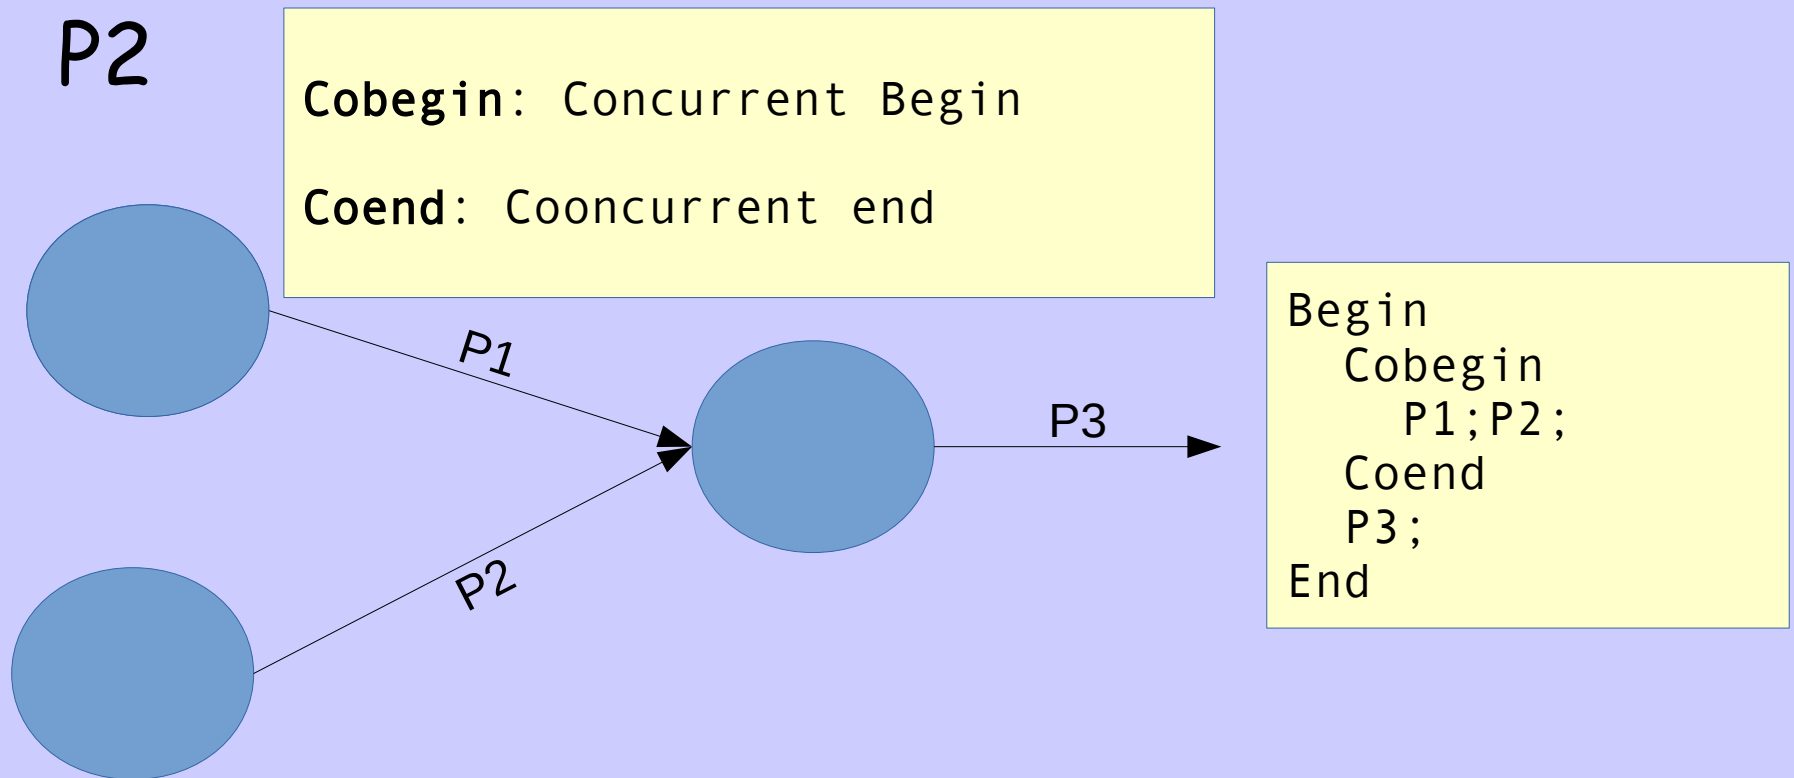 P2
Cobegin: Concurrent Begin
Coend: Cooncurrent end
P1
P2
P3
Begin
Cobegin
P1;P2;
Coend
P3;
End